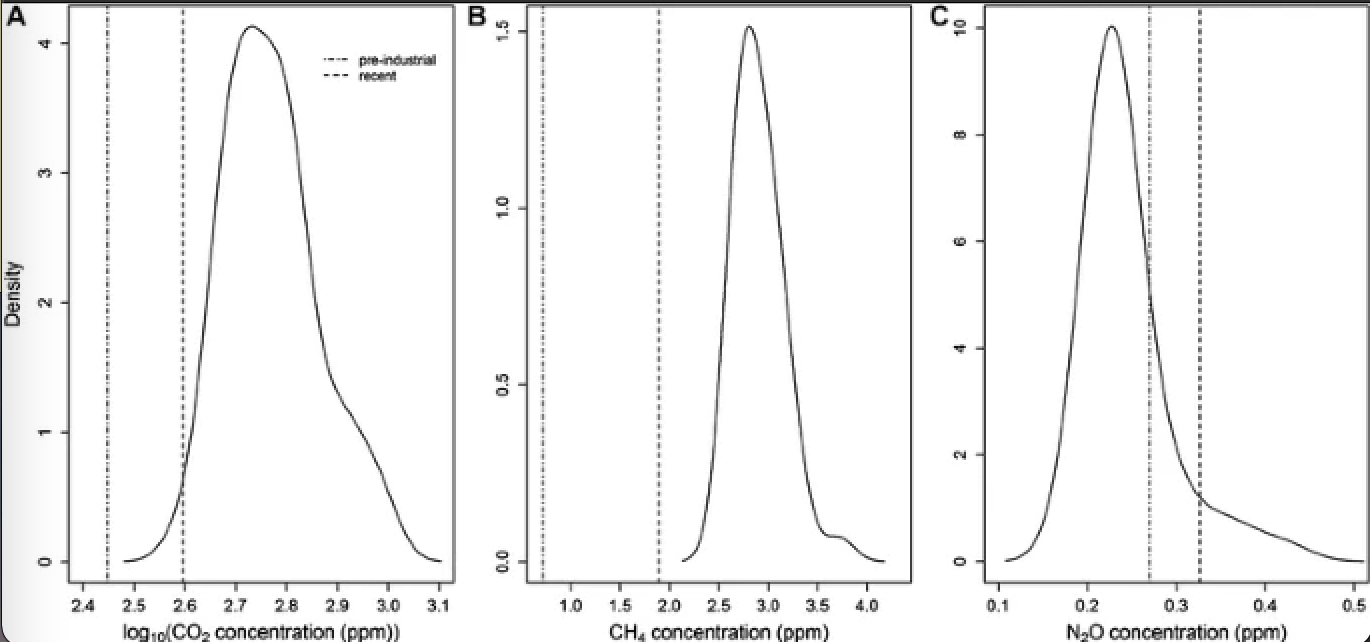 A
B
C
pre-industrial
recent
Density
4
3
2
1
0
1.5
1.0
0.5
0.0
10
8
6
4
2
0
2.4 2.5 2.6 2.7 2.8 2.9 3.0 3.1
1.0 1.5 2.0 2.5 3.0 3.5 4.0
0.1 0.2 0.3 0.4 0.5
log₁₀(CO₂ concentration (ppm))
CH₄ concentration (ppm)
N₂O concentration (ppm)